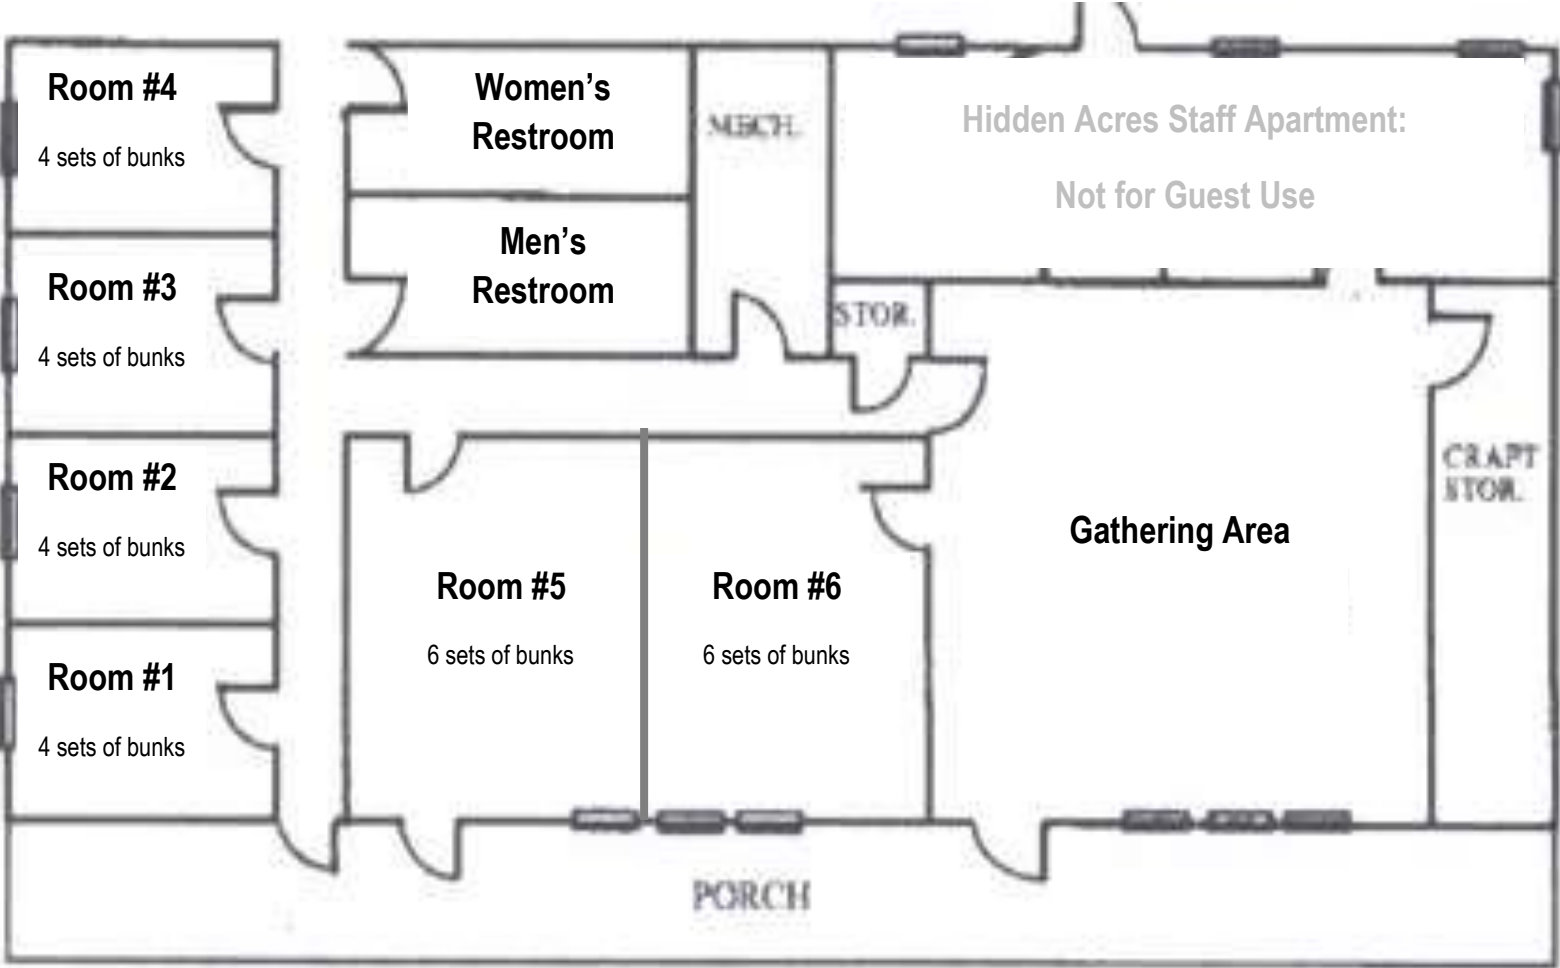 Room #4
4 sets of bunks
Women’s
Restroom
MECH.
Hidden Acres Staff Apartment:
Not for Guest Use
Men’s
Restroom
Room #3
4 sets of bunks
STOR.
Room #2
4 sets of bunks
CRAFT
STOR.
Gathering Area
Room #5
6 sets of bunks
Room #6
6 sets of bunks
Room #1
4 sets of bunks
PORCH